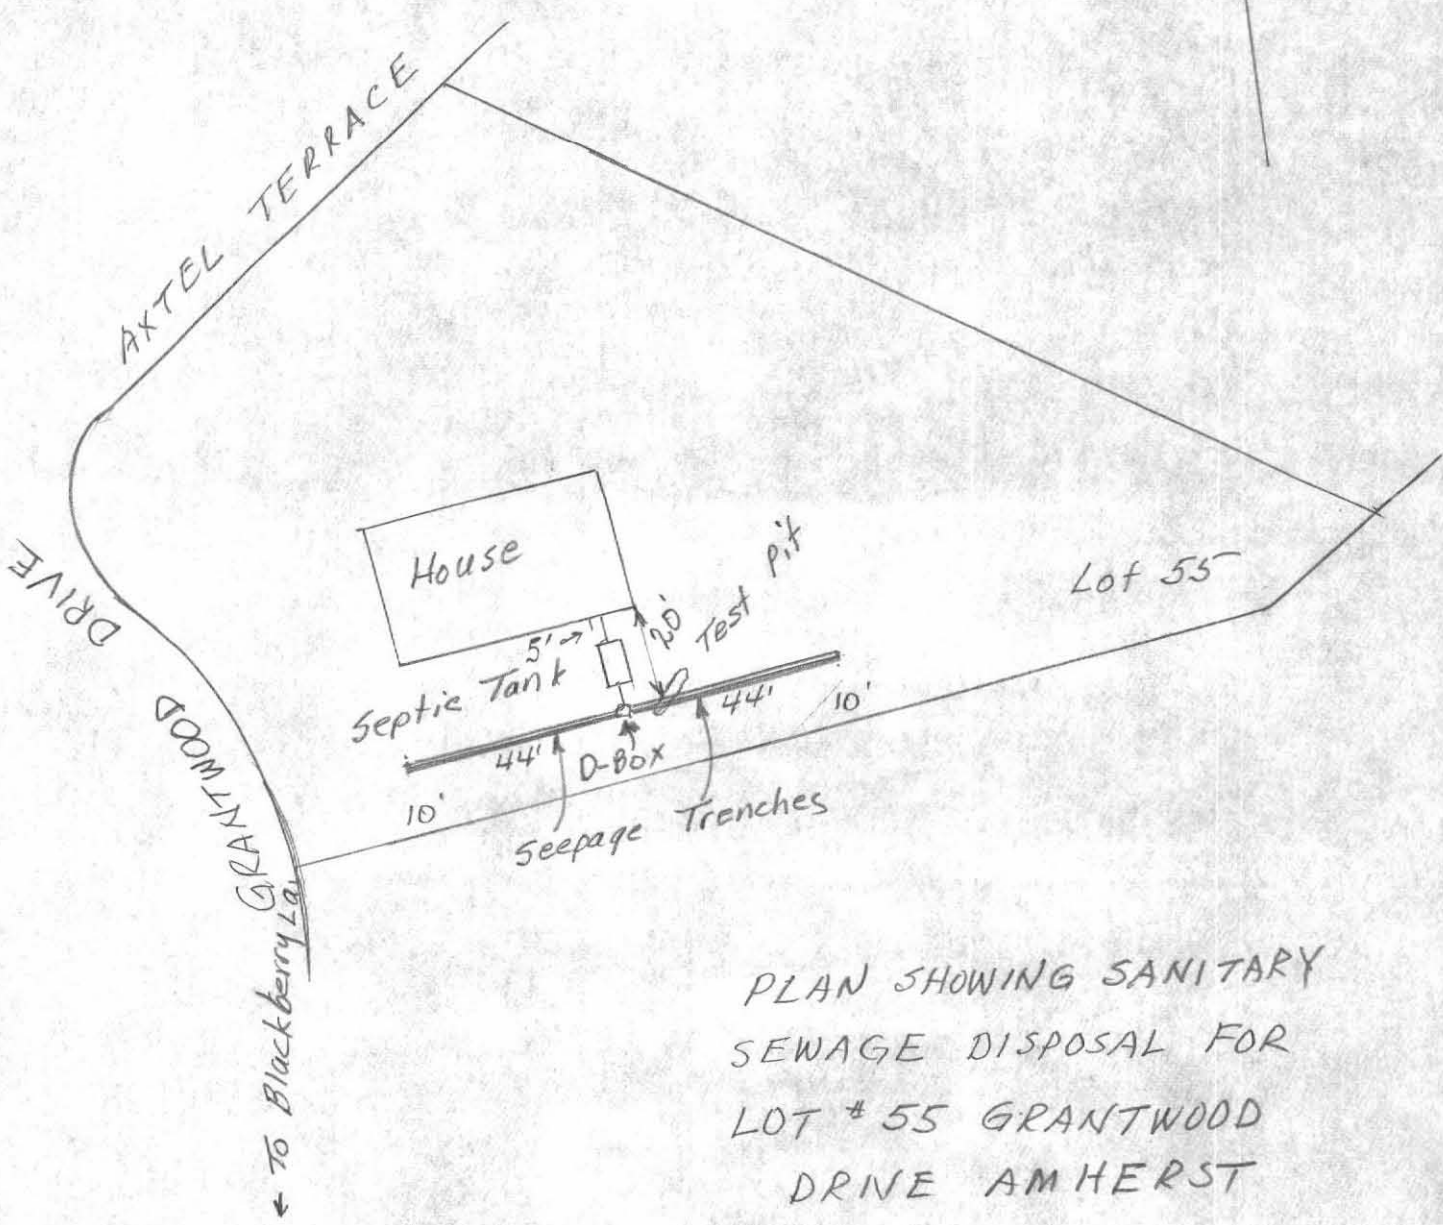 AXTEL TERRACE
DRIVE
GRANTWOOD
← To Blackberry La.
House
Lot 55
Test Pit
20'
5' →
Septic Tank
44'
44'
10'
10'
D-Box
Seepage Trenches
PLAN SHOWING SANITARY
SEWAGE DISPOSAL FOR
LOT # 55 GRANTWOOD
DRIVE AMHERST